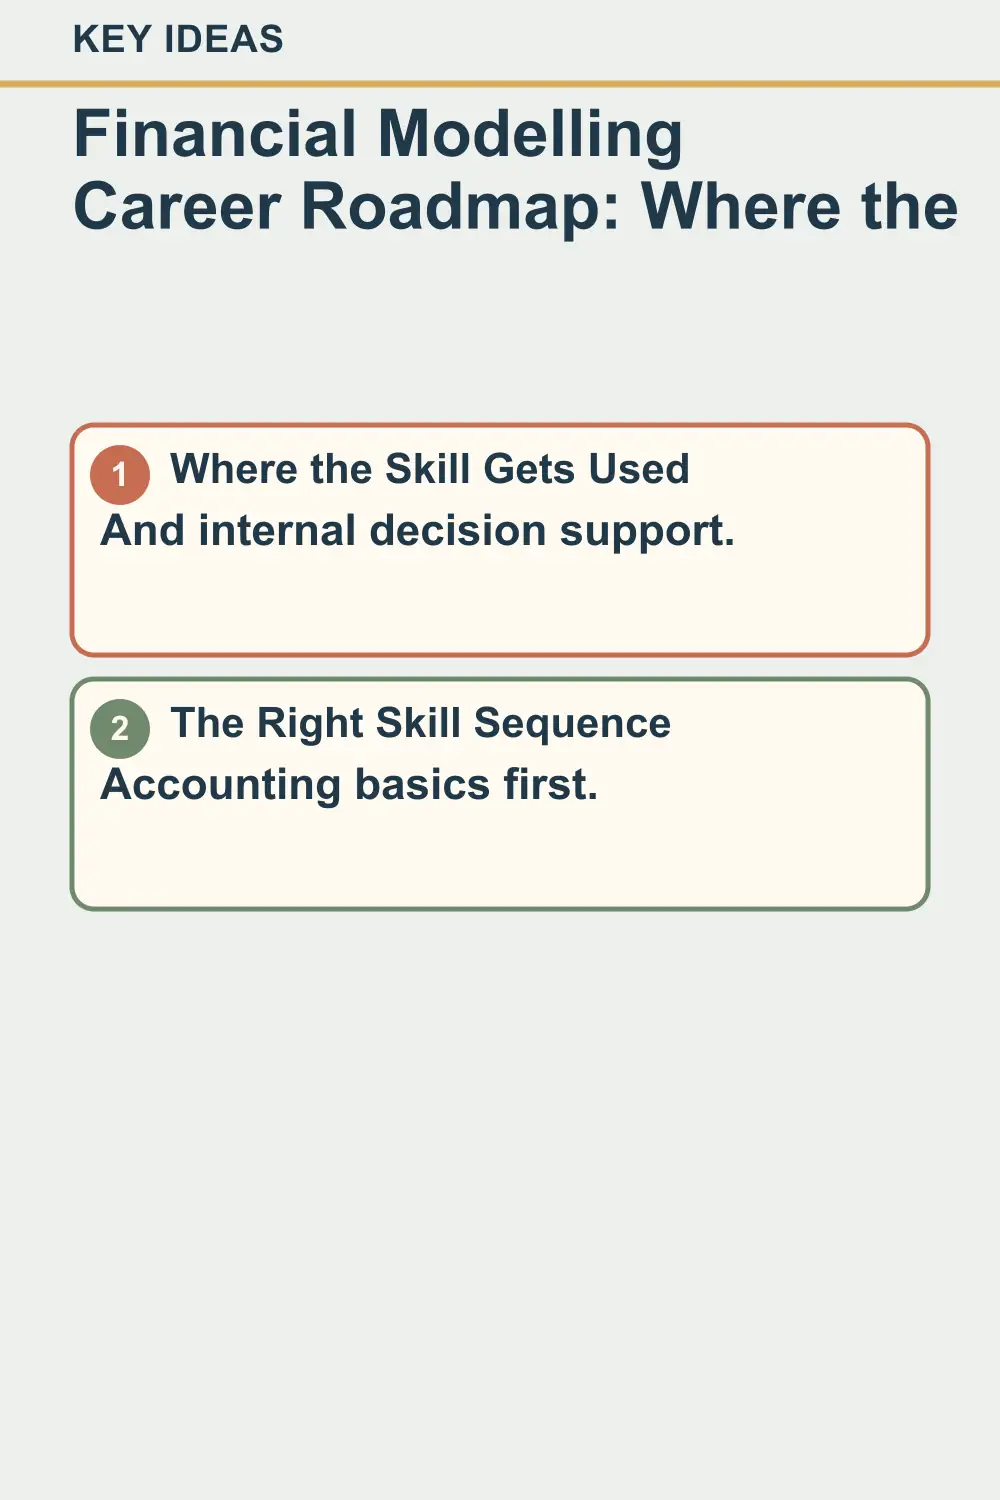 KEY IDEAS
Financial Modelling
Career Roadmap: Where the
1 Where the Skill Gets Used
And internal decision support.
2 The Right Skill Sequence
Accounting basics first.